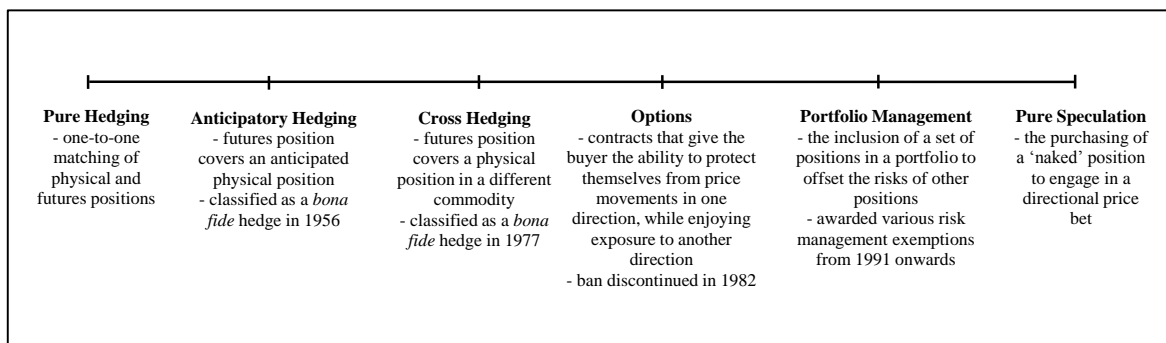 Pure Hedging
- one-to-one
matching of
physical and
futures positions
Anticipatory Hedging
- futures position
covers an anticipated
physical position
- classified as a bona
fide hedge in 1956
Cross Hedging
- futures position
covers a physical
position in a different
commodity
- classified as a bona
fide hedge in 1977
Options
- contracts that give the
buyer the ability to protect
themselves from price
movements in one
direction, while enjoying
exposure to another
direction
- ban discontinued in 1982
Portfolio Management
- the inclusion of a set of
positions in a portfolio to
offset the risks of other
positions
- awarded various risk
management exemptions
from 1991 onwards
Pure Speculation
- the purchasing of
a ‘naked’ position
to engage in a
directional price
bet